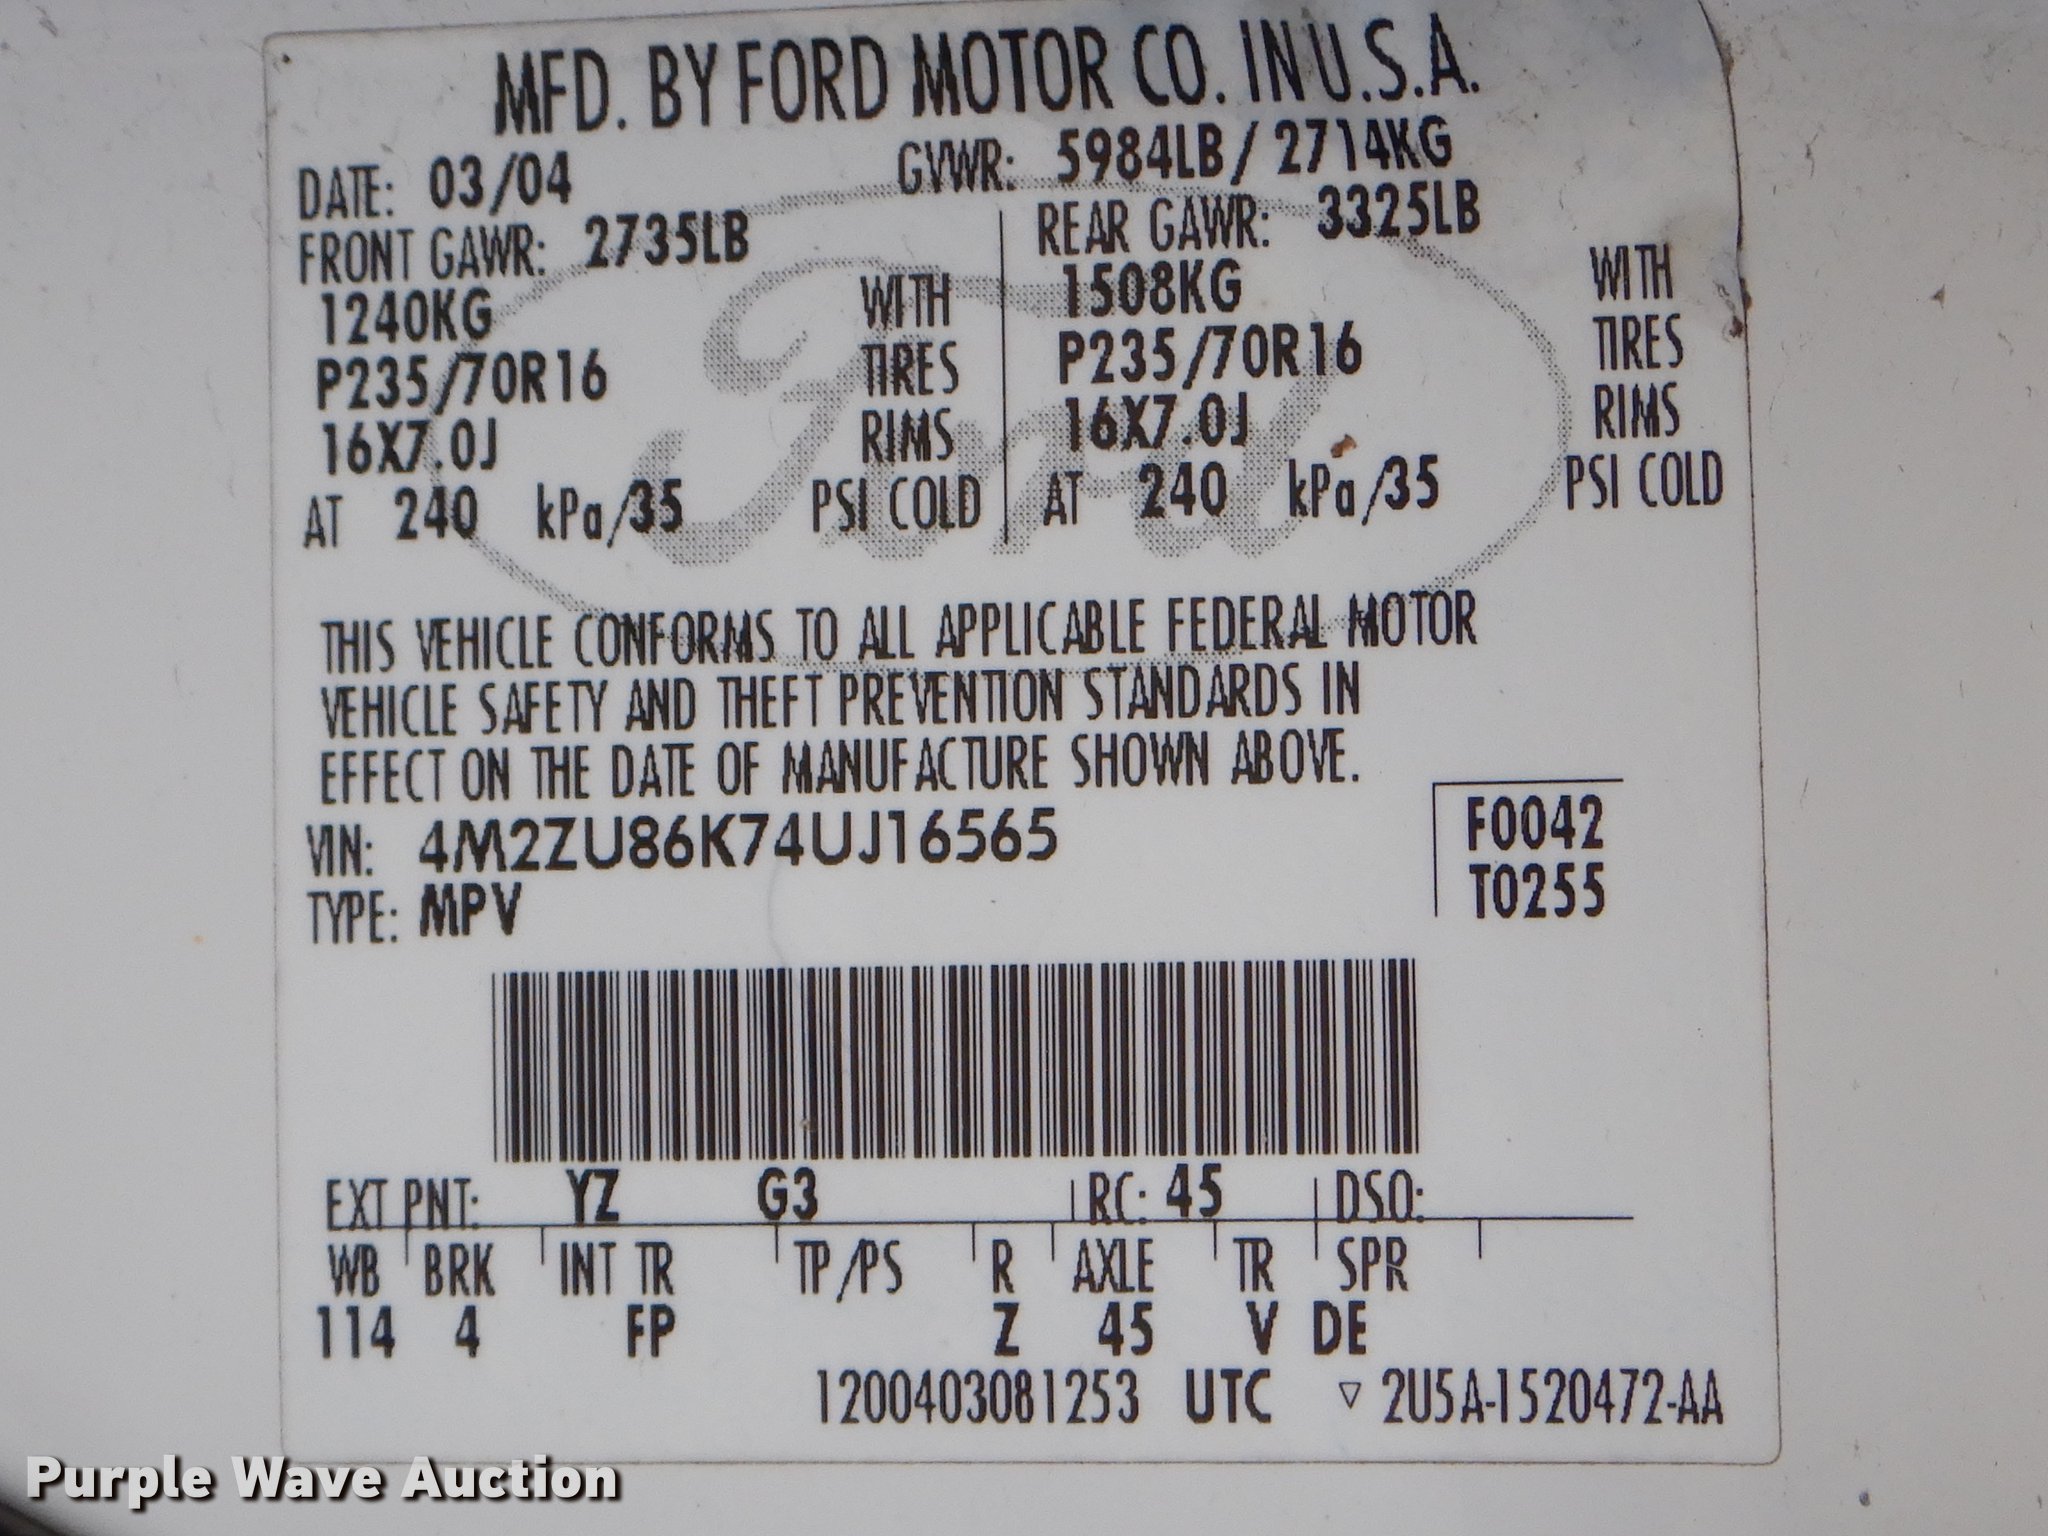 MFD. BY FORD MOTOR CO. IN U.S.A.
DATE: 03/04 GVWR: 5984LB / 2714KG
FRONT GAWR: 2735LB REAR GAWR: 3325LB
1240KG WITH 1508KG WITH
P235/70R16 TIRES P235/70R16 TIRES
16X7.0J RIMS 16X7.0J RIMS
AT 240 kPa/35 PSI COLD AT 240 kPa/35 PSI COLD
Ford
THIS VEHICLE CONFORMS TO ALL APPLICABLE FEDERAL MOTOR
VEHICLE SAFETY AND THEFT PREVENTION STANDARDS IN
EFFECT ON THE DATE OF MANUFACTURE SHOWN ABOVE.
VIN: 4M2ZU86K74UJ16565 F0042
TYPE: MPV T0255
EXT PNT: YZ G3 RC: 45 DSO:
WB BRK INT TR TP/PS R AXLE TR SPR
114 4 FP Z 45 V DE
1200403081253 UTC ▽ 2U5A-1520472-AA
Purple Wave Auction